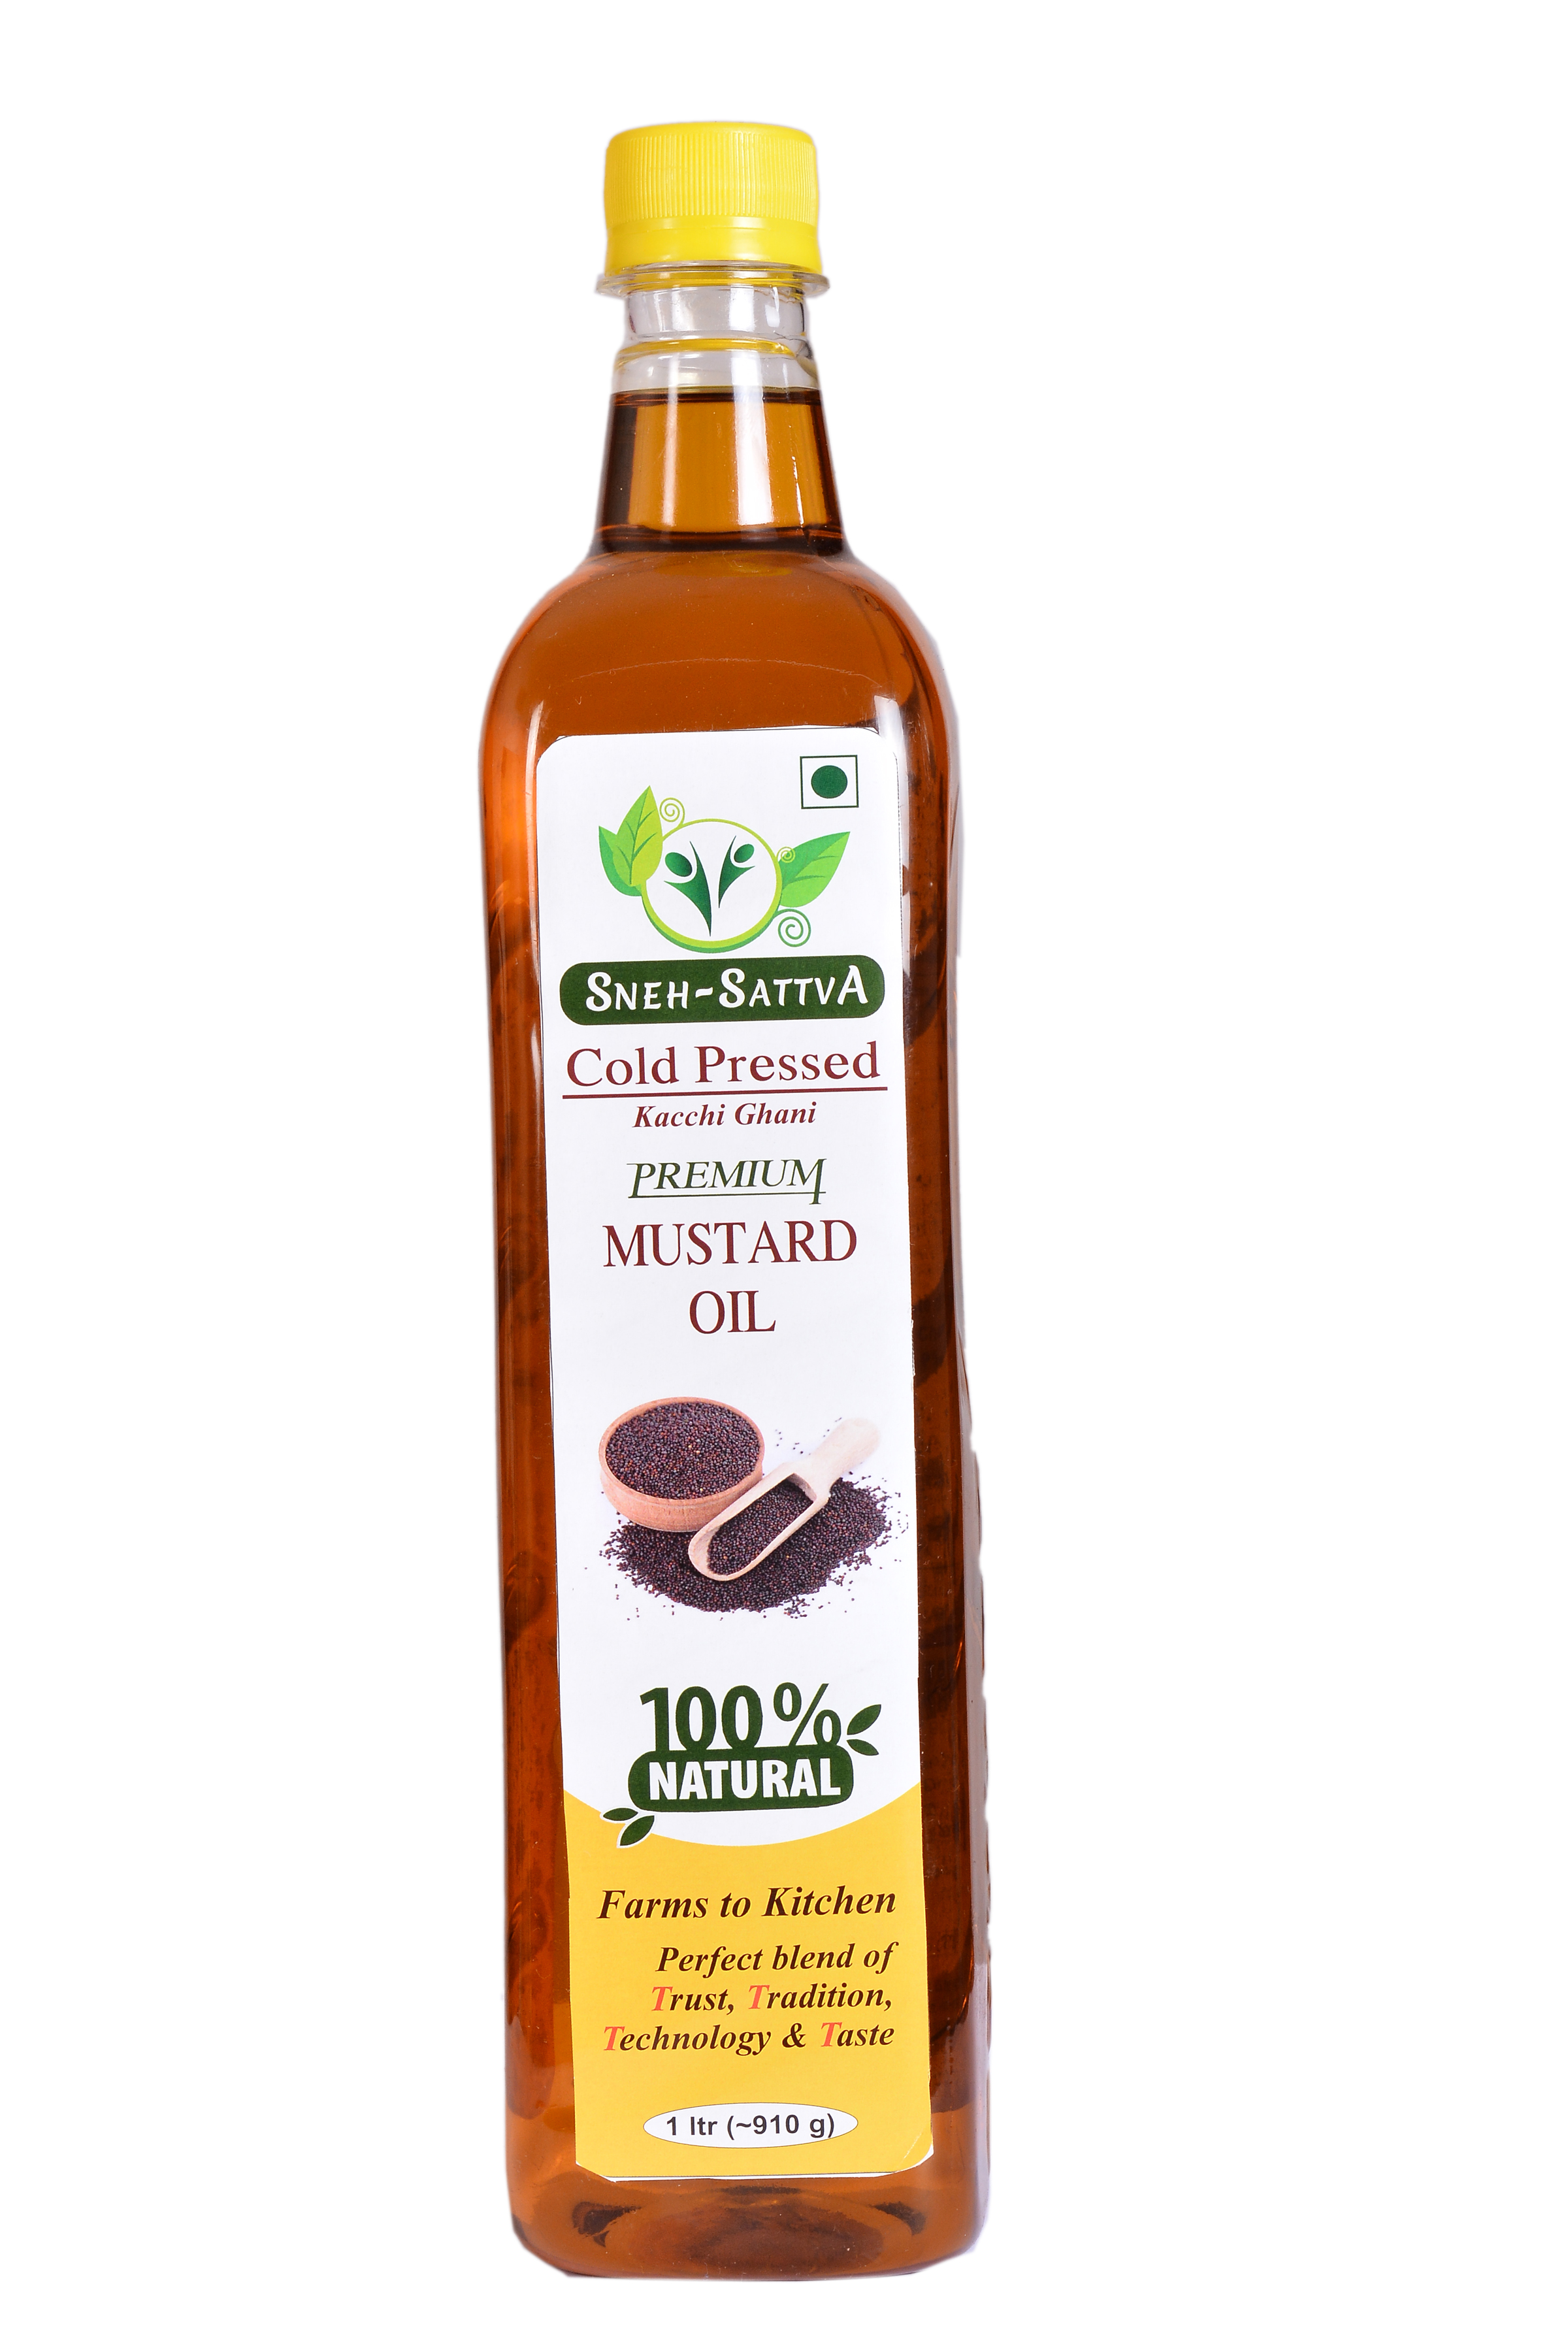 SNEH-SATTVA
Cold Pressed
Kacchi Ghani
PREMIUM
MUSTARD
OIL
100%
NATURAL
Farms to Kitchen
Perfect blend of
Trust, Tradition,
Technology & Taste
1 ltr (~910 g)